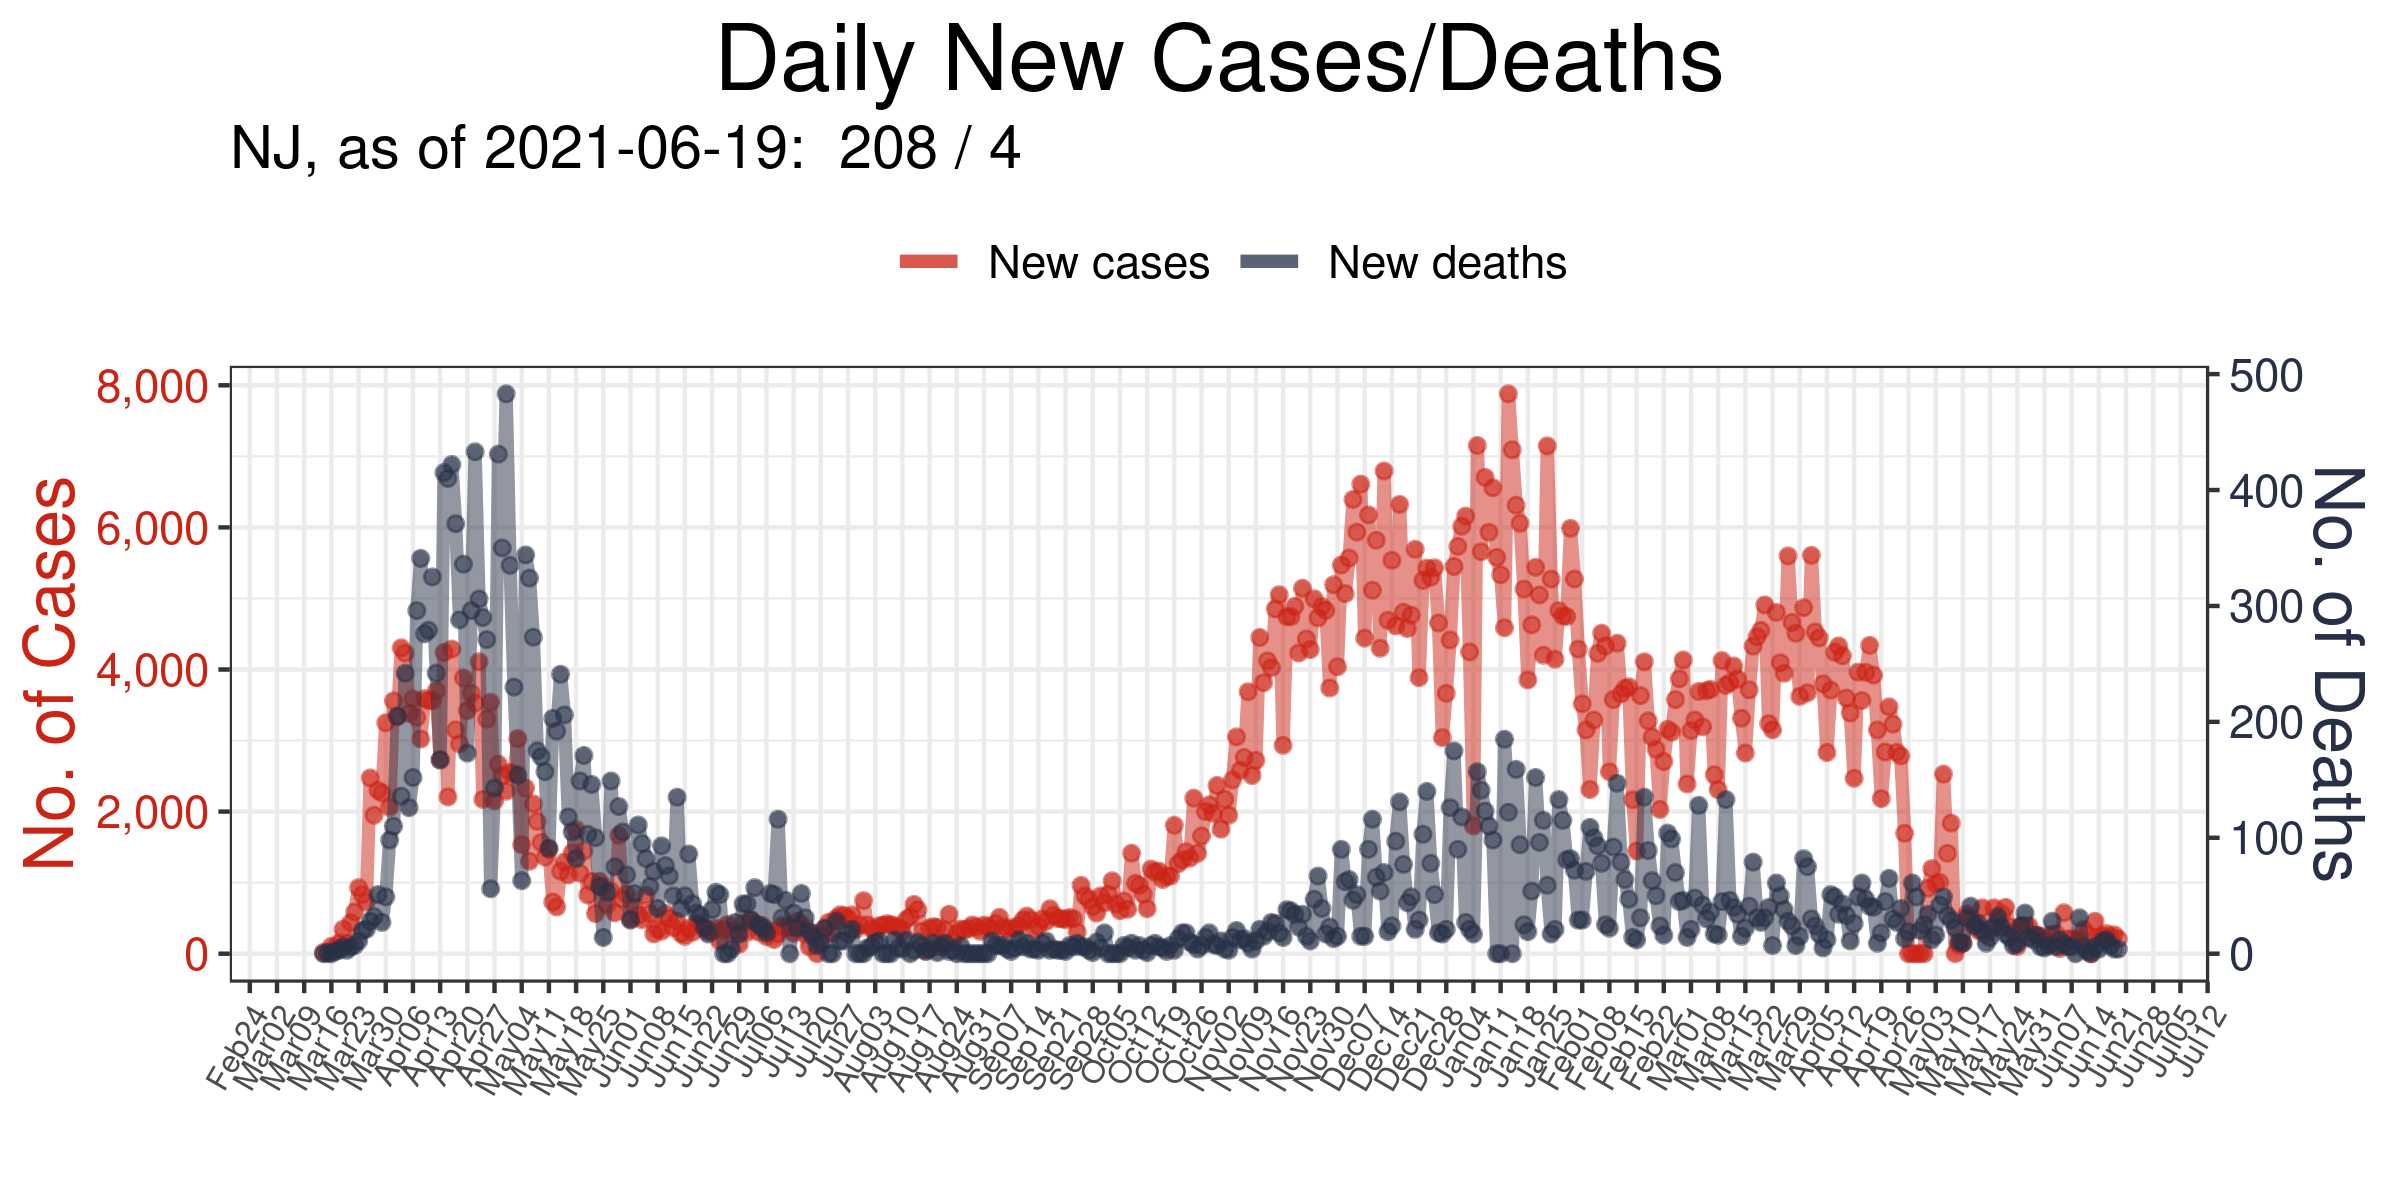 Daily New Cases/Deaths
NJ, as of 2021-06-19:  208 / 4
New cases
New deaths
No. of Cases
8,000
6,000
4,000
2,000
0
500
400
300
200
100
0
No. of Deaths
Feb24
Mar02
Mar09
Mar16
Mar23
Mar30
Apr06
Apr13
Apr20
Apr27
May04
May11
May18
May25
Jun01
Jun08
Jun15
Jun22
Jun29
Jul06
Jul13
Jul20
Jul27
Aug03
Aug10
Aug17
Aug24
Aug31
Sep07
Sep14
Sep21
Sep28
Oct05
Oct12
Oct19
Oct26
Nov02
Nov09
Nov16
Nov23
Nov30
Dec07
Dec14
Dec21
Dec28
Jan04
Jan11
Jan18
Jan25
Feb01
Feb08
Feb15
Feb22
Mar01
Mar08
Mar15
Mar22
Mar29
Apr05
Apr12
Apr19
Apr26
May03
May10
May17
May24
May31
Jun07
Jun14
Jun21
Jun28
Jul05
Jul12